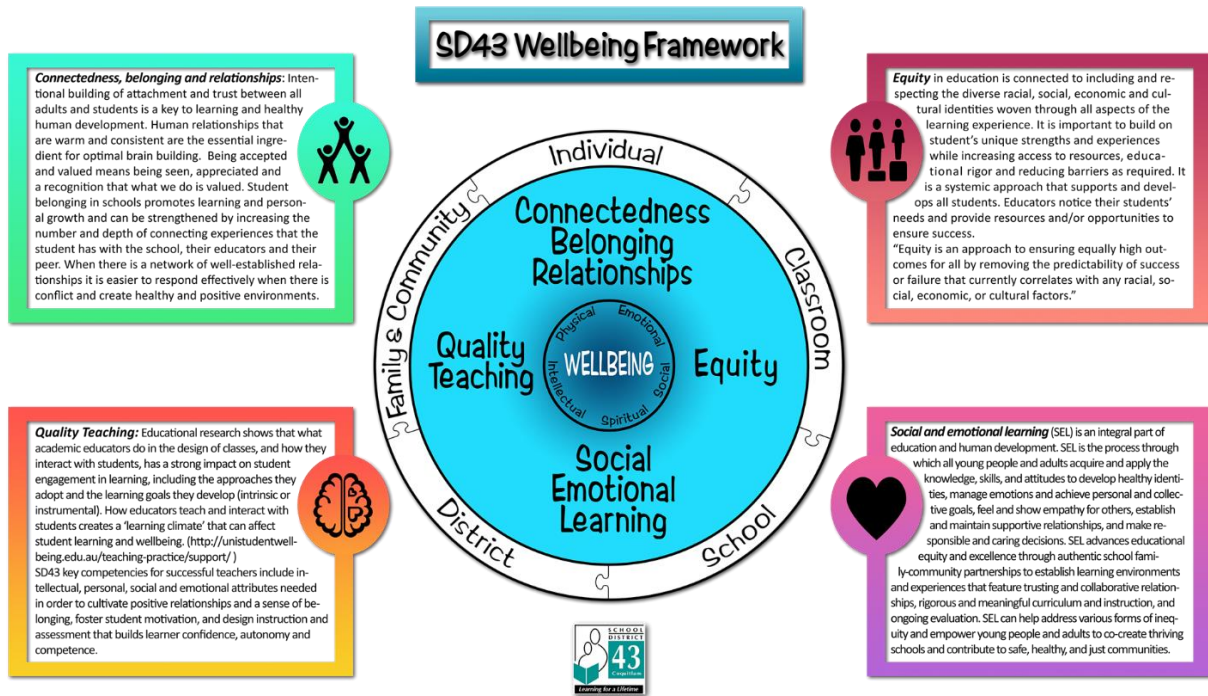 SD43 Wellbeing Framework
Connectedness, belonging and relationships: Inten-
tional building of attachment and trust between all
adults and students is a key to learning and healthy
human development. Human relationships that
are warm and consistent are the essential ingre-
dient for optimal brain building. Being accepted
and valued means being seen, appreciated and
a recognition that what we do is valued. Student
belonging in schools promotes learning and person-
al growth and can be strengthened by increasing the
number and depth of connecting experiences that the
student has with the school, their educators and their
peer. When there is a network of well-established rela-
tionships it is easier to respond effectively when there is
conflict and create healthy and positive environments.
Equity in education is connected to including and re-
specting the diverse racial, social, economic and cul-
tural identities woven through all aspects of the
learning experience. It is important to build on
student's unique strengths and experiences
while increasing access to resources, educa-
tional rigor and reducing barriers as required. It
is a systemic approach that supports and devel-
ops all students. Educators notice their students'
needs and provide resources and/or opportunities to
ensure success.
“Equity is an approach to ensuring equally high out-
comes for all by removing the predictability of success
or failure that currently correlates with any racial, so-
cial, economic, or cultural factors.”
Individual
Classroom
School
District
Family & Community
Connectedness
Belonging
Relationships
Quality
Teaching
Physical
Emotional
WELLBEING
Intellectual
Spiritual
Social
Equity
Social
Emotional
Learning
Quality Teaching: Educational research shows that what
academic educators do in the design of classes, and how they
interact with students, has a strong impact on student
engagement in learning, including the approaches they
adopt and the learning goals they develop (intrinsic or
instrumental). How educators teach and interact with
students creates a ‘learning climate’ that can affect
student learning and wellbeing. (http://unistudentwell-
being.edu.au/teaching-practice/support/ )
SD43 key competencies for successful teachers include in-
tellectual, personal, social and emotional attributes needed
in order to cultivate positive relationships and a sense of be-
longing, foster student motivation, and design instruction and
assessment that builds learner confidence, autonomy and
competence.
Social and emotional learning (SEL) is an integral part of
education and human development. SEL is the process through
which all young people and adults acquire and apply the
knowledge, skills, and attitudes to develop healthy identi-
ties, manage emotions and achieve personal and collec-
tive goals, feel and show empathy for others, establish
and maintain supportive relationships, and make re-
sponsible and caring decisions. SEL advances educational
equity and excellence through authentic school fami-
ly-community partnerships to establish learning environments
and experiences that feature trusting and collaborative relation-
ships, rigorous and meaningful curriculum and instruction, and
ongoing evaluation. SEL can help address various forms of ineq-
uity and empower young people and adults to co-create thriving
schools and contribute to safe, healthy, and just communities.
SCHOOL
DISTRICT
43
Coquitlam
Learning for a Lifetime